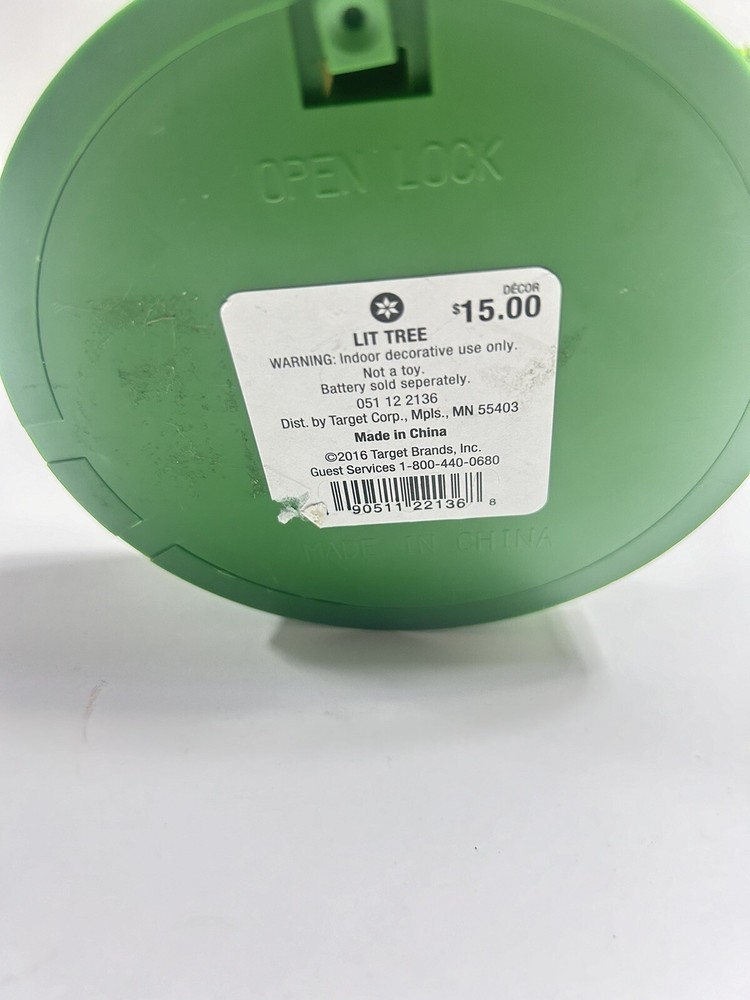 OPEN LOCK
DÉCOR
$15.00
LIT TREE
WARNING: Indoor decorative use only.
Not a toy.
Battery sold seperately.
051 12 2136
Dist. by Target Corp., Mpls., MN 55403
Made in China
©2016 Target Brands, Inc.
Guest Services 1-800-440-0680
90511 22136 8
MADE IN CHINA